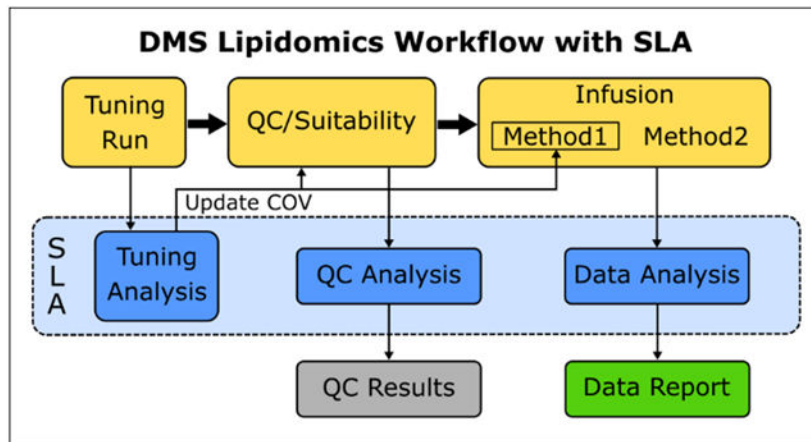 DMS Lipidomics Workflow with SLA
Tuning
Run
QC/Suitability
Infusion
Method1 Method2
Update COV
S
L
A
Tuning
Analysis
QC Analysis
Data Analysis
QC Results
Data Report